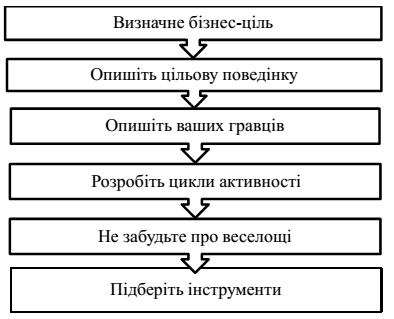 Визначне бізнес-ціль
Опишіть цільову поведінку
Опишіть ваших гравців
Розробіть цикли активності
Не забудьте про веселощі
Підберіть інструменти